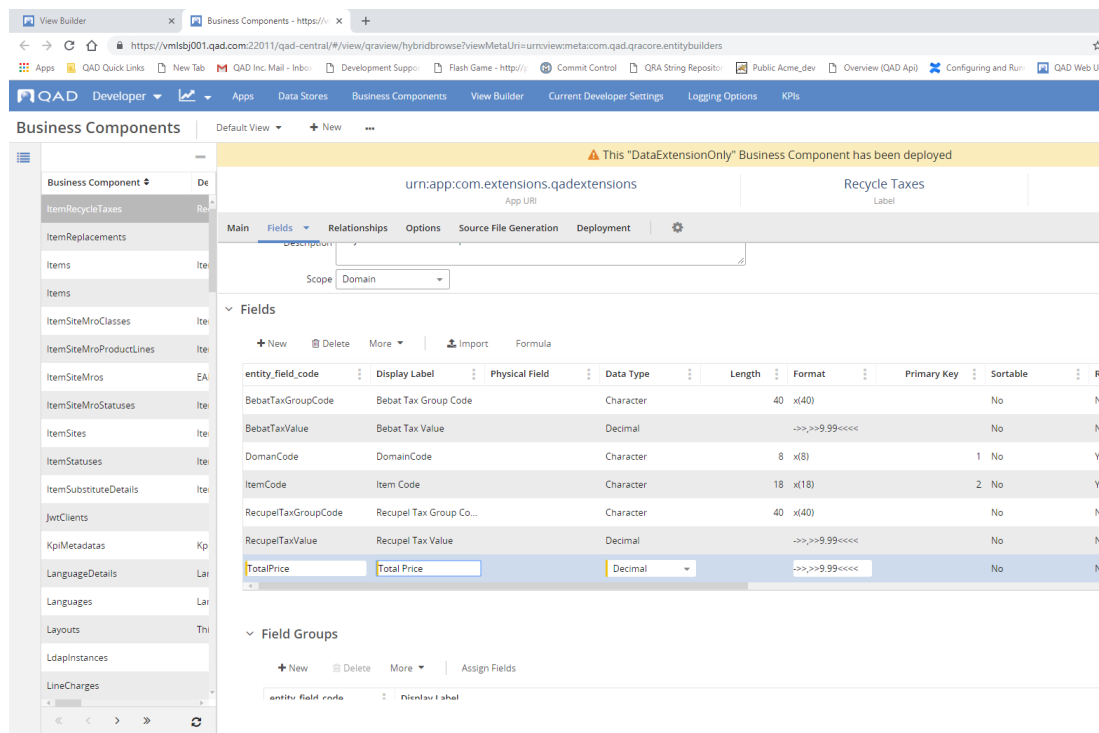 View Builder
Business Components - https://v
https://vmlsbj001.qad.com:22011/qad-central/#/view/qraview/hybridbrowse?viewMetaUri=urn:view:meta:com.qad.qracore.entitybuilders
Apps QAD Quick Links New Tab QAD Inc. Mail - Inbo Development Suppor Flash Game - http://p Commit Control QRA String Repositor Public Acme_dev Overview (QAD Api) Configuring and Run QAD Web U
QAD Developer Apps Data Stores Business Components View Builder Current Developer Settings Logging Options KPIs
Business Components Default View + New ...
This "DataExtensionOnly" Business Component has been deployed
Business Component De
urn:app:com.extensions.qadextensions Recycle Taxes
App URI Label
ItemRecycleTaxes Re
ItemReplacements
Items Ite
Items
ItemSiteMroClasses Ite
ItemSiteMroProductLines Ite
ItemSiteMros EA
ItemSiteMroStatuses Ite
ItemSites Ite
ItemStatuses Ite
ItemSubstituteDetails Ite
JwtClients
KpiMetadatas Kp
LanguageDetails Lan
Languages Lan
Layouts Thi
LdapInstances
LineCharges
Main Fields Relationships Options Source File Generation Deployment
Description
Scope Domain
Fields
+ New Delete More Import Formula
entity_field_code Display Label Physical Field Data Type Length Format Primary Key Sortable R
BebatTaxGroupCode Bebat Tax Group Code Character 40 x(40) No N
BebatTaxValue Bebat Tax Value Decimal ->>,>>9.99<<<< No N
DomanCode DomainCode Character 8 x(8) 1 No Y
ItemCode Item Code Character 18 x(18) 2 No Y
RecupelTaxGroupCode Recupel Tax Group Co... Character 40 x(40) No N
RecupelTaxValue Recupel Tax Value Decimal ->>,>>9.99<<<< No N
TotalPrice Total Price Decimal ->>,>>9.99<<<< No N
Field Groups
+ New Delete More Assign Fields
entity_field_code Display Label